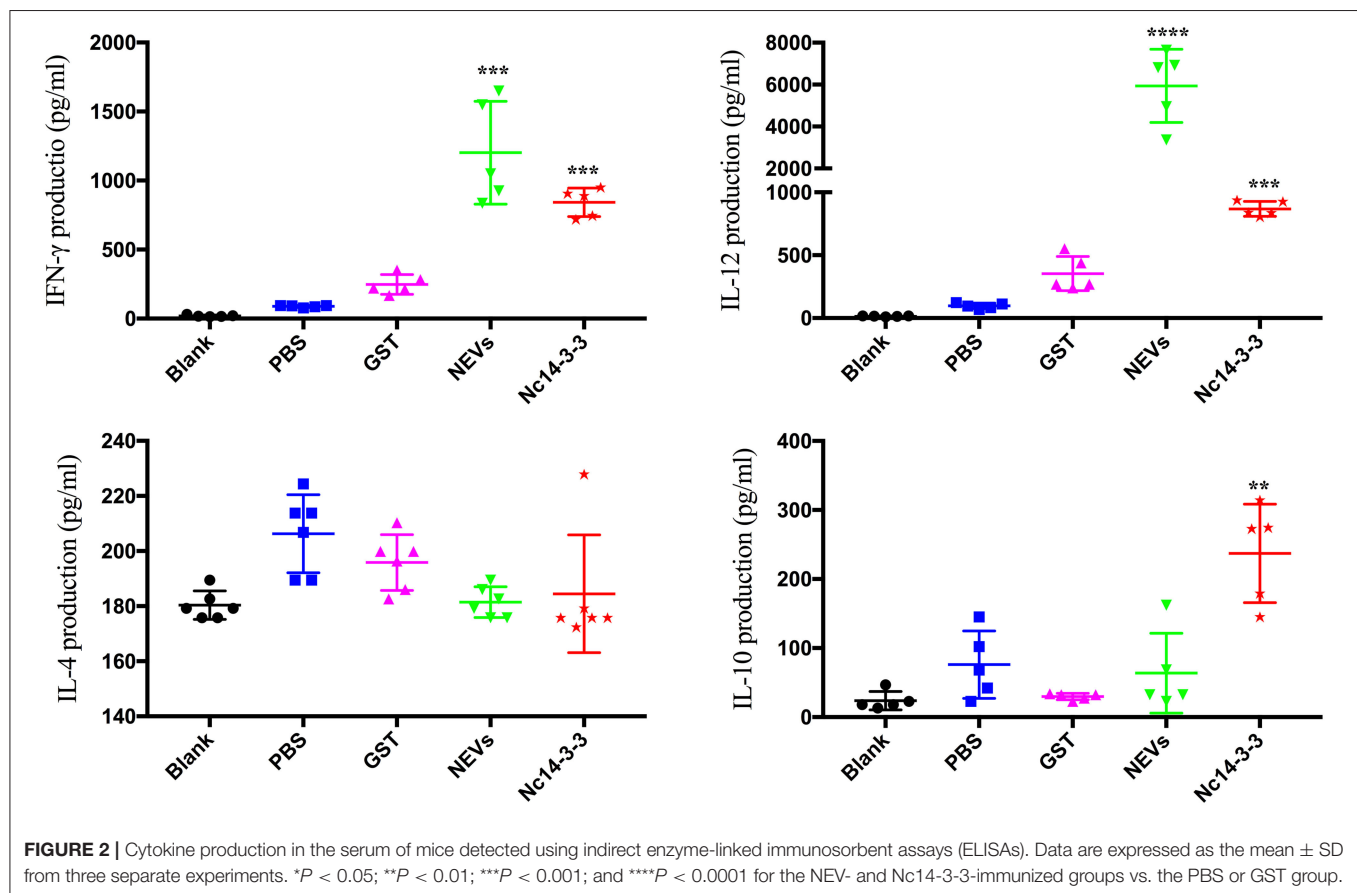 IFN-γ productio (pg/ml)
2000
1500
1000
500
0
***
***
Blank
PBS
GST
NEVs
Nc14-3-3
IL-12 production (pg/ml)
8000
6000
4000
2000
1000
500
0
****
***
Blank
PBS
GST
NEVs
Nc14-3-3
IL-4 production (pg/ml)
240
220
200
180
160
140
Blank
PBS
GST
NEVs
Nc14-3-3
IL-10 production (pg/ml)
400
300
200
100
0
**
Blank
PBS
GST
NEVs
Nc14-3-3
FIGURE 2 | Cytokine production in the serum of mice detected using indirect enzyme-linked immunosorbent assays (ELISAs). Data are expressed as the mean ± SD
from three separate experiments. *P < 0.05; **P < 0.01; ***P < 0.001; and ****P < 0.0001 for the NEV- and Nc14-3-3-immunized groups vs. the PBS or GST group.